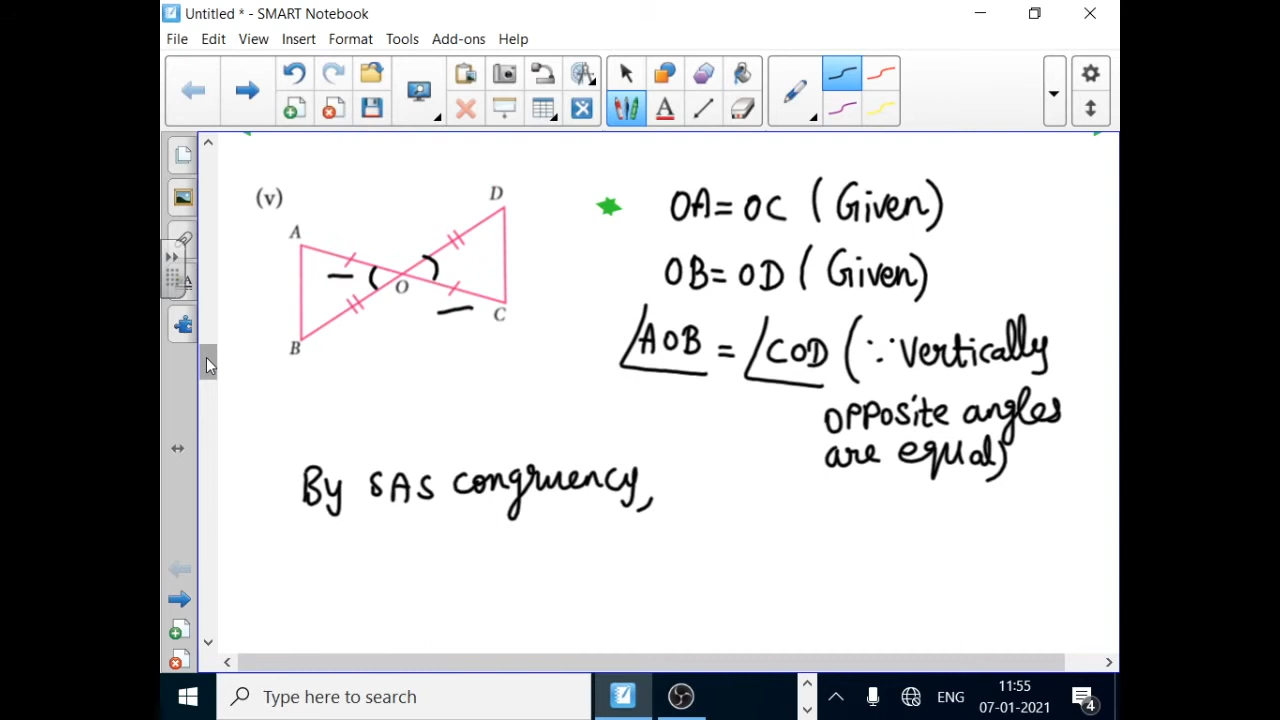 Untitled * - SMART Notebook
File Edit View Insert Format Tools Add-ons Help
(v)
D
A
O
C
B
OA = OC ( Given)
OB = OD ( Given)
∠AOB = ∠COD ( ∵ Vertically
opposite angles
are equal)
By SAS congruency,
Type here to search
ENG
11:55
07-01-2021
4